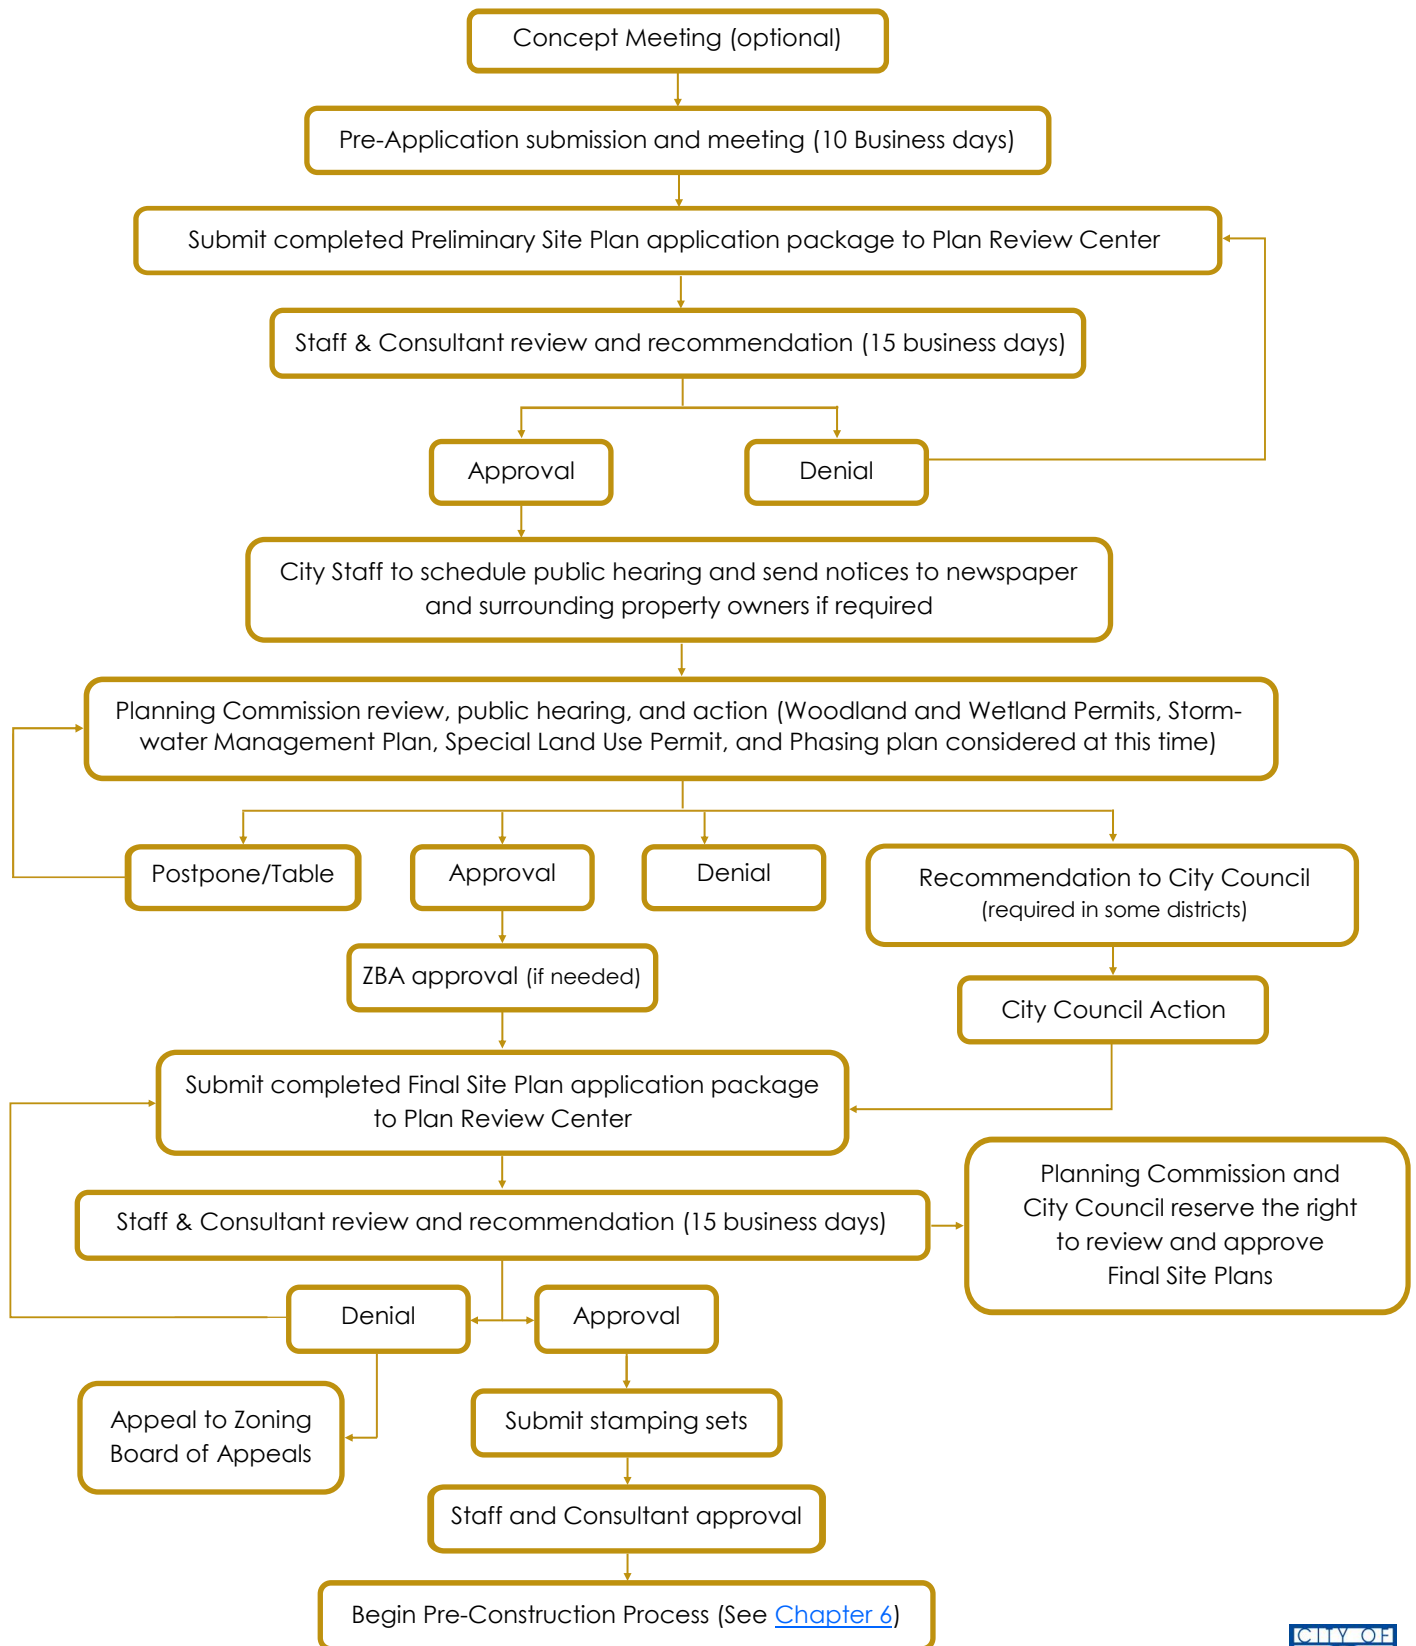 Concept Meeting (optional)
Pre-Application submission and meeting (10 Business days)
Submit completed Preliminary Site Plan application package to Plan Review Center
Staff & Consultant review and recommendation (15 business days)
Approval
Denial
City Staff to schedule public hearing and send notices to newspaper
and surrounding property owners if required
Planning Commission review, public hearing, and action (Woodland and Wetland Permits, Storm-
water Management Plan, Special Land Use Permit, and Phasing plan considered at this time)
Postpone/Table
Approval
Denial
Recommendation to City Council
(required in some districts)
ZBA approval (if needed)
City Council Action
Submit completed Final Site Plan application package
to Plan Review Center
Staff & Consultant review and recommendation (15 business days)
Planning Commission and
City Council reserve the right
to review and approve
Final Site Plans
Denial
Approval
Appeal to Zoning
Board of Appeals
Submit stamping sets
Staff and Consultant approval
Begin Pre-Construction Process (See Chapter 6)
CITY OF